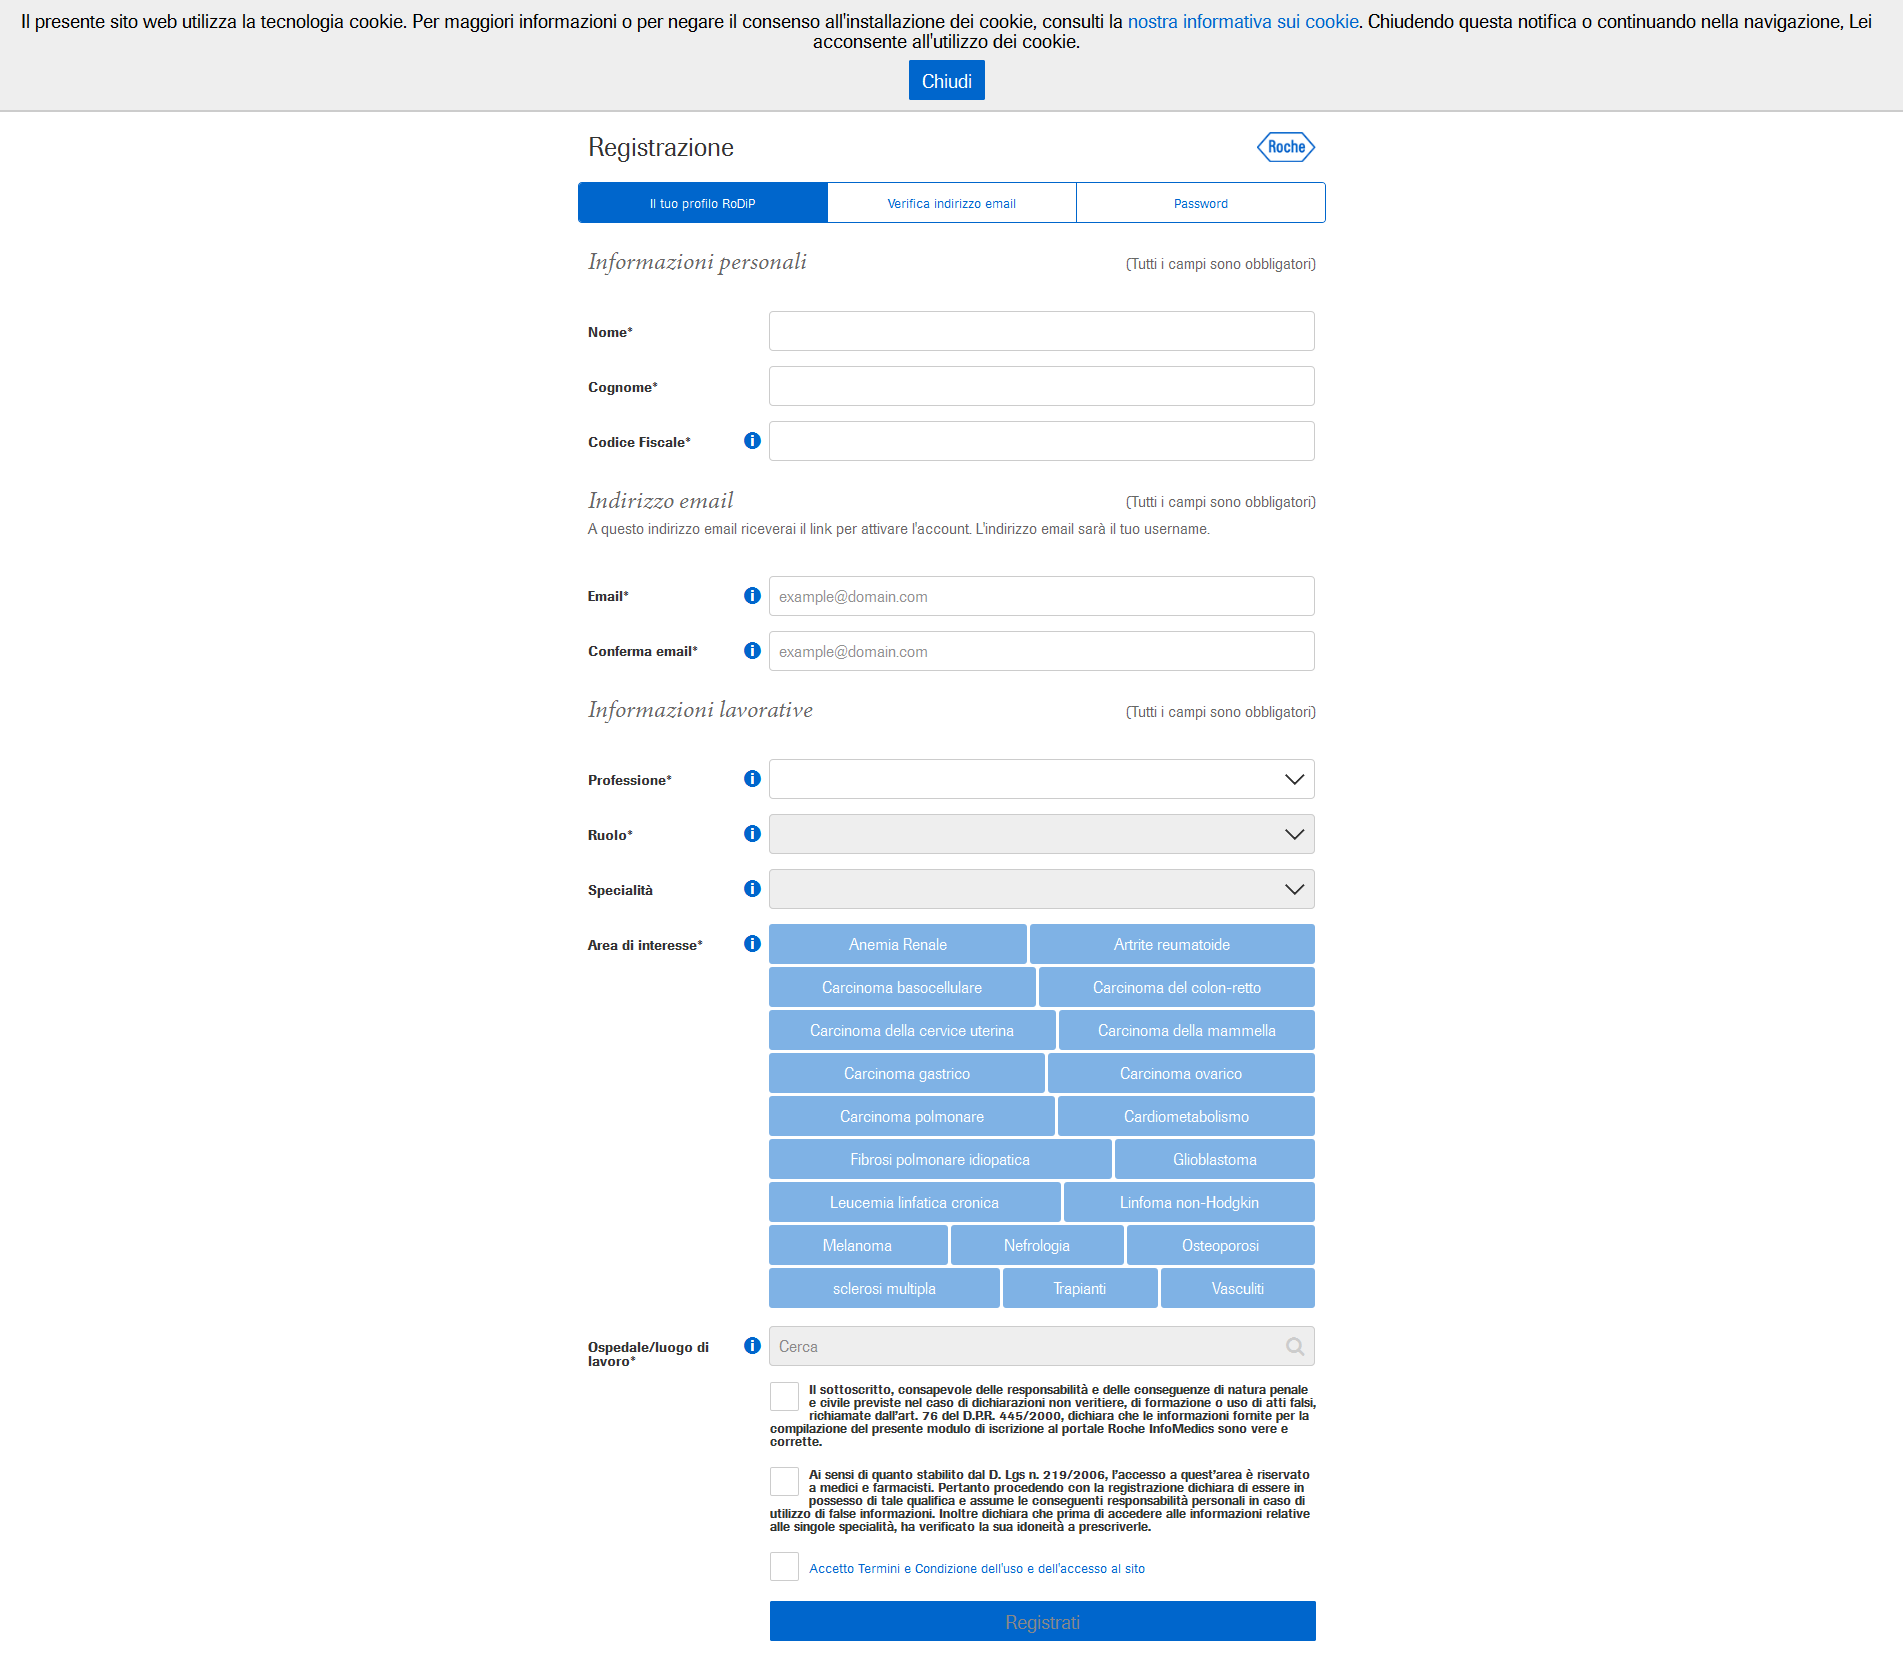 Il presente sito web utilizza la tecnologia cookie. Per maggiori informazioni o per negare il consenso all'installazione dei cookie, consulti la nostra informativa sui cookie. Chiudendo questa notifica o continuando nella navigazione, Lei
acconsente all'utilizzo dei cookie.
Chiudi
Registrazione
Roche
Il tuo profilo RoDiP
Verifica indirizzo email
Password
Informazioni personali
(Tutti i campi sono obbligatori)
Nome*
Cognome*
Codice Fiscale*
Indirizzo email
(Tutti i campi sono obbligatori)
A questo indirizzo email riceverai il link per attivare l'account. L'indirizzo email sarà il tuo username.
Email*
example@domain.com
Conferma email*
example@domain.com
Informazioni lavorative
(Tutti i campi sono obbligatori)
Professione*
Ruolo*
Specialità
Area di interesse*
Anemia Renale
Artrite reumatoide
Carcinoma basocellulare
Carcinoma del colon-retto
Carcinoma della cervice uterina
Carcinoma della mammella
Carcinoma gastrico
Carcinoma ovarico
Carcinoma polmonare
Cardiometabolismo
Fibrosi polmonare idiopatica
Glioblastoma
Leucemia linfatica cronica
Linfoma non-Hodgkin
Melanoma
Nefrologia
Osteoporosi
sclerosi multipla
Trapianti
Vasculiti
Ospedale/luogo di
lavoro*
Cerca
Il sottoscritto, consapevole delle responsabilità e delle conseguenze di natura penale
e civile previste nel caso di dichiarazioni non veritiere, di formazione o uso di atti falsi,
richiamate dall'art. 76 del D.P.R. 445/2000, dichiara che le informazioni fornite per la
compilazione del presente modulo di iscrizione al portale Roche InfoMedics sono vere e
corrette.
Ai sensi di quanto stabilito dal D. Lgs n. 219/2006, l'accesso a quest'area è riservato
a medici e farmacisti. Pertanto procedendo con la registrazione dichiara di essere in
possesso di tale qualifica e assume le conseguenti responsabilità personali in caso di
utilizzo di false informazioni. Inoltre dichiara che prima di accedere alle informazioni relative
alle singole specialità, ha verificato la sua idoneità a prescriverle.
Accetto Termini e Condizione dell'uso e dell'accesso al sito
Registrati